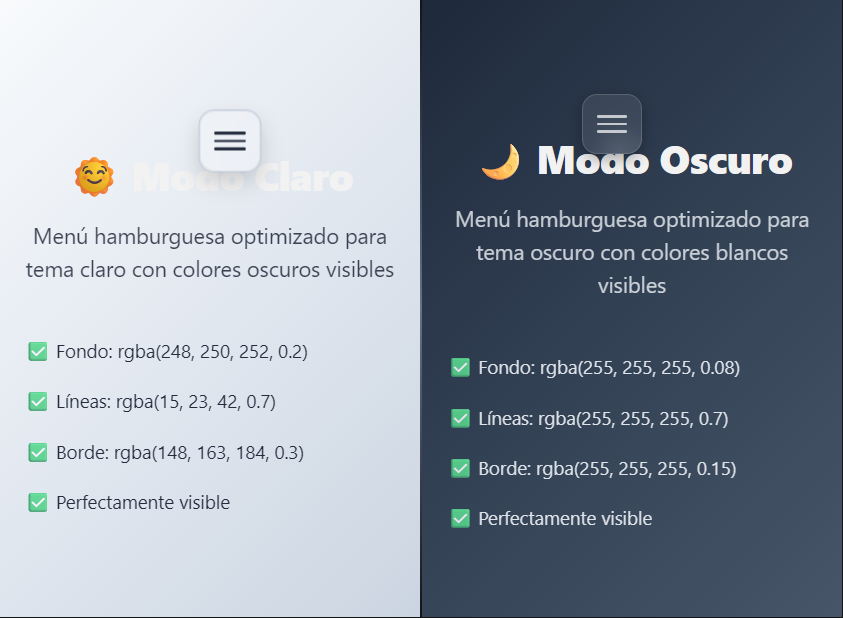 Modo Claro
Menú hamburguesa optimizado para
tema claro con colores oscuros visibles
Fondo: rgba(248, 250, 252, 0.2)
Líneas: rgba(15, 23, 42, 0.7)
Borde: rgba(148, 163, 184, 0.3)
Perfectamente visible
Modo Oscuro
Menú hamburguesa optimizado para
tema oscuro con colores blancos
visibles
Fondo: rgba(255, 255, 255, 0.08)
Líneas: rgba(255, 255, 255, 0.7)
Borde: rgba(255, 255, 255, 0.15)
Perfectamente visible